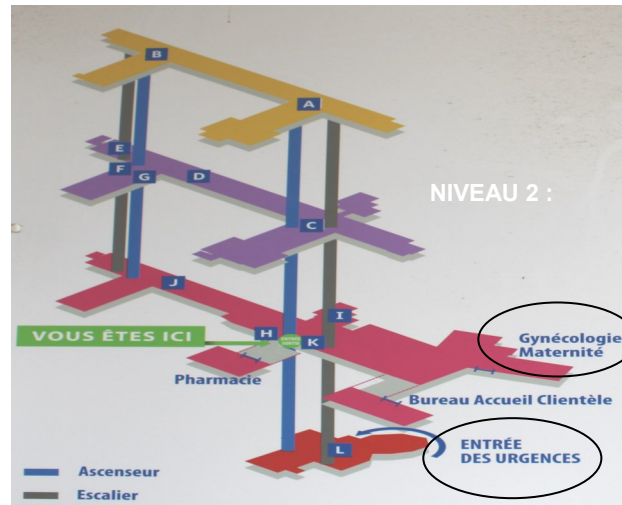 B
A
E
F
G
D
NIVEAU 2 :
C
J
I
VOUS ÊTES ICI
H
K
Gynécologie
Maternité
Pharmacie
Bureau Accueil Clientèle
L
ENTRÉE
DES URGENCES
Ascenseur
Escalier